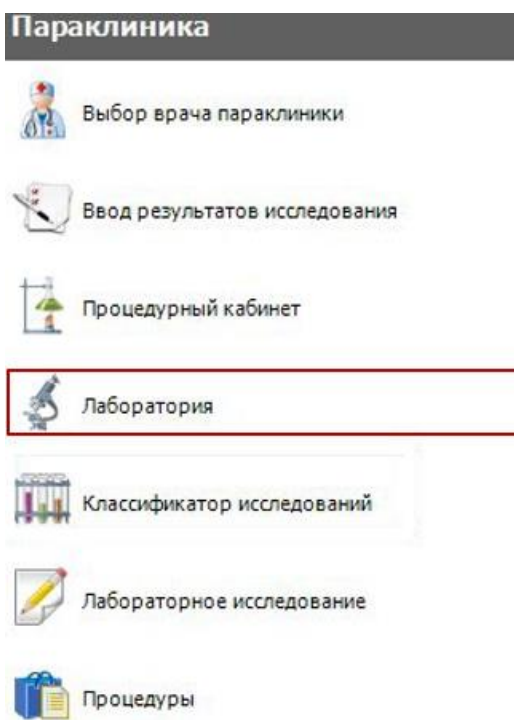 Параклиника
Выбор врача параклиники
Ввод результатов исследования
Процедурный кабинет
Лаборатория
Классификатор исследований
Лабораторное исследование
Процедуры